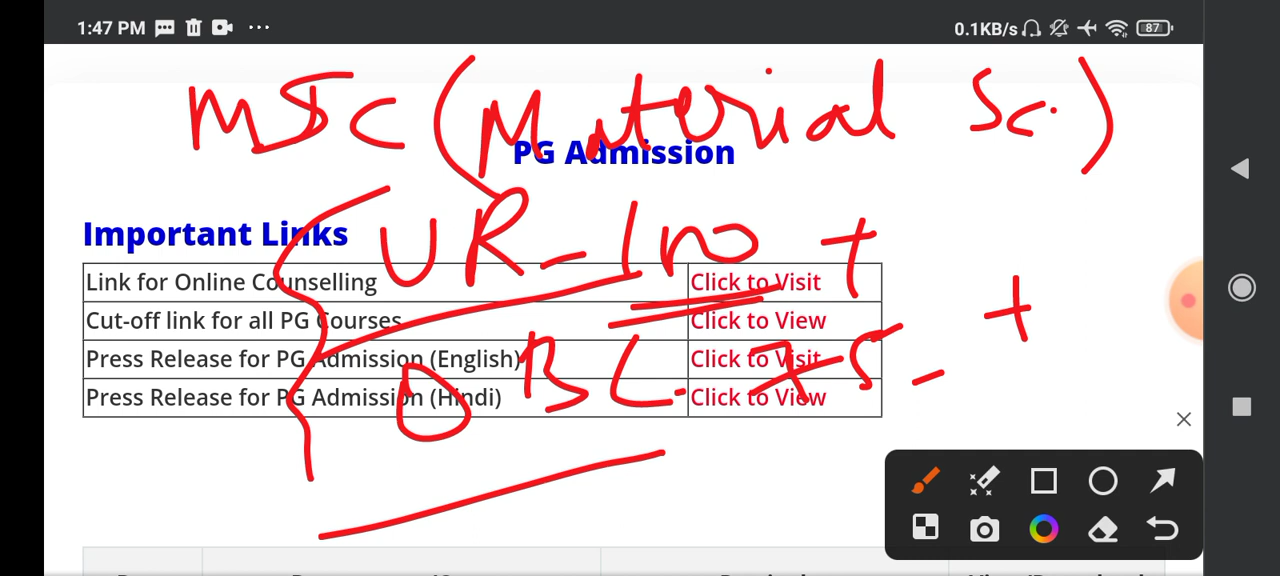 1:47 PM ... 0.1KB/s 87
MSC (Material Sc.)
PG Admission
UR - 100 +
Important Links
Link for Online Counselling Click to Visit
Cut-off link for all PG Courses Click to View
+
Press Release for PG Admission (English) Click to Visit
OBC. 75 -
Press Release for PG Admission (Hindi) Click to View